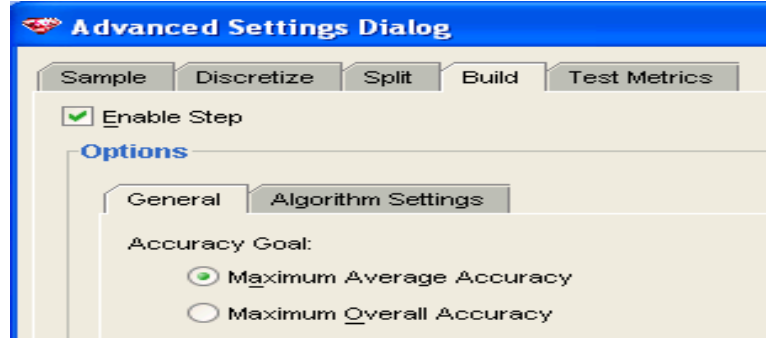 Advanced Settings Dialog
Sample Discretize Split Build Test Metrics
Enable Step
Options
General Algorithm Settings
Accuracy Goal:
Maximum Average Accuracy
Maximum Overall Accuracy